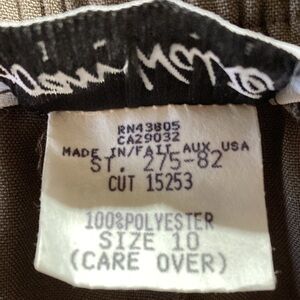 RN43805
CA29032
MADE IN/FAIT AUX USA
ST. 275-82
CUT 15253
100%POLYESTER
SIZE 10
(CARE OVER)